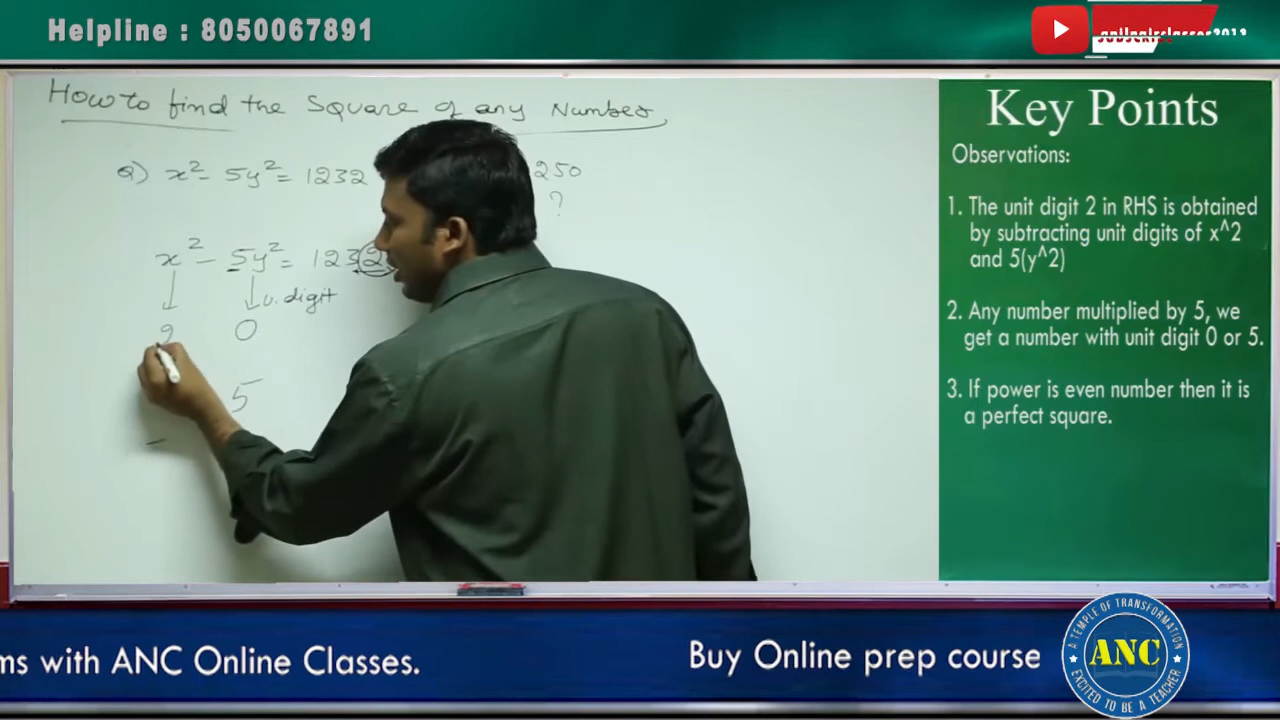 Helpline : 8050067891
SUBSCRIBE
How to find the Square of any Number
Q) x² - 5y² = 1232
250
?
x² - 5y² = 1232
u. digit
0
5
-
Key Points
Observations:
1. The unit digit 2 in RHS is obtained
by subtracting unit digits of x^2
and 5(y^2)
2. Any number multiplied by 5, we
get a number with unit digit 0 or 5.
3. If power is even number then it is
a perfect square.
ms with ANC Online Classes.
Buy Online prep course
A TEMPLE OF TRANSFORMATION
ANC
EXCITED TO BE A TEACHER